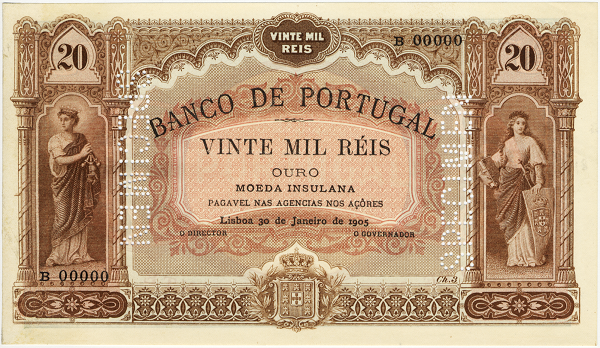 20
VINTE MIL
REIS
B 00000
20
BANCO DE PORTUGAL
VINTE MIL RÉIS
OURO
MOEDA INSULANA
PAGAVEL NAS AGENCIAS NOS AÇÔRES
Lisboa 30 de Janeiro de 1905
O DIRECTOR
O GOVERNADOR
B 00000
Ch. 3